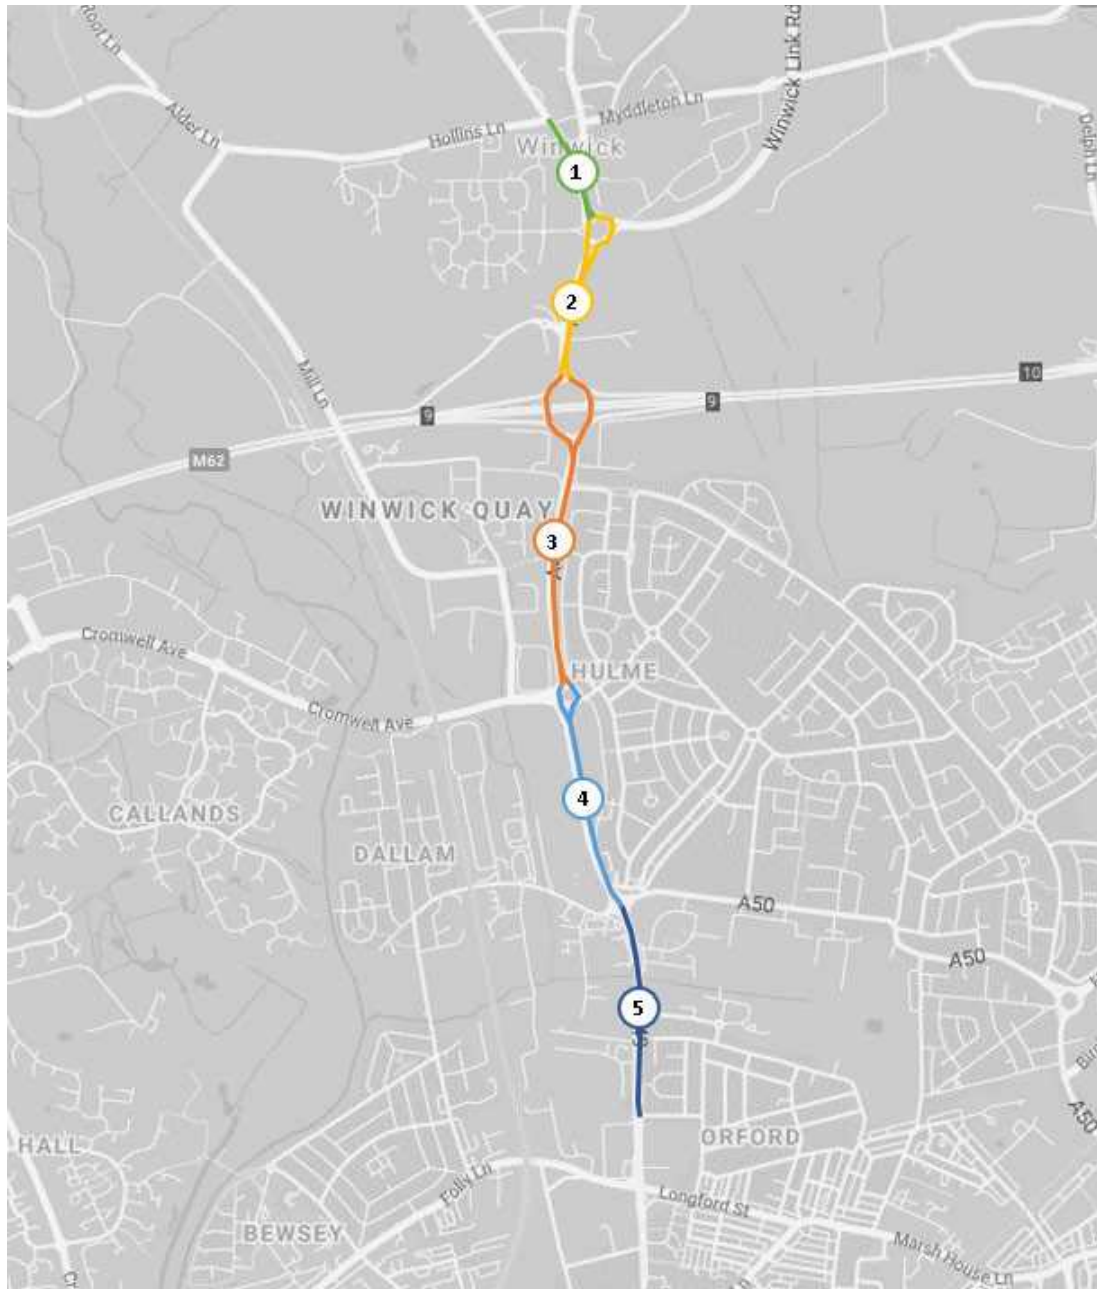 Alder Ln
Hollins Ln
Myddleton Ln
Winwick
Winwick Link Rd
Delph Ln
1
2
Mill Ln
10
9
9
M62
WINWICK QUAY
3
Cromwell Ave
HULME
Cromwell Ave
4
CALLANDS
DALLAM
A50
A50
5
A50
ORFORD
HALL
Folly Ln
Longford St
BEWSEY
Marsh House Ln